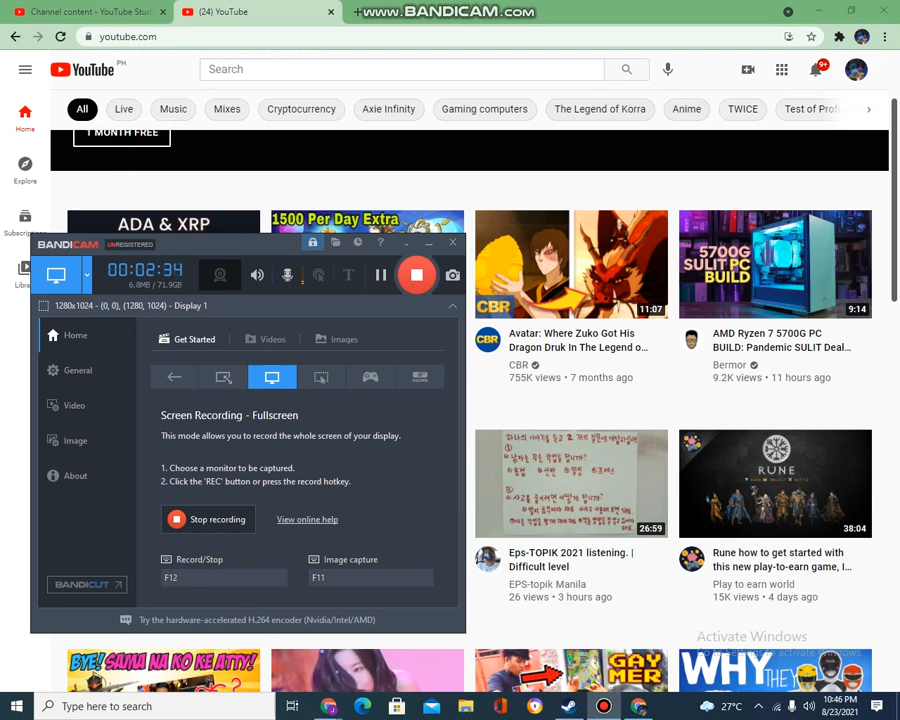 Channel content - YouTube Stud
(24) YouTube
www.BANDICAM.com
youtube.com
YouTube PH
Search
9+
All
Live
Music
Mixes
Cryptocurrency
Axie Infinity
Gaming computers
The Legend of Korra
Anime
TWICE
Test of Profi
Home
Explore
Subscriptions
Libra
1 MONTH FREE
ADA & XRP
1500 Per Day Extra
CBR
11:07
5700G
SULIT PC
BUILD
9:14
CBR
Avatar: Where Zuko Got His
Dragon Druk In The Legend o...
CBR
755K views • 7 months ago
AMD Ryzen 7 5700G PC
BUILD: Pandemic SULIT Deal...
Bermor
9.2K views • 11 hours ago
BANDICAM UNREGISTERED
00:02:34
6.8MB / 71.9GB
1280x1024 - (0, 0), (1280, 1024) - Display 1
Home
General
Video
Image
About
BANDICUT
Get Started
Videos
Images
Screen Recording - Fullscreen
This mode allows you to record the whole screen of your display.
1. Choose a monitor to be captured.
2. Click the 'REC' button or press the record hotkey.
Stop recording
View online help
Record/Stop
F12
Image capture
F11
Try the hardware-accelerated H.264 encoder (Nvidia/Intel/AMD)
26:59
RUNE
38:04
Eps-TOPIK 2021 listening. |
Difficult level
EPS-topik Manila
26 views • 3 hours ago
Rune how to get started with
this new play-to-earn game, I...
Play to earn world
15K views • 4 days ago
Activate Windows
BYE! SAMA NA KO KE ATTY!
GAY
MER
WHY
THEY
Type here to search
27°C
10:46 PM
8/23/2021